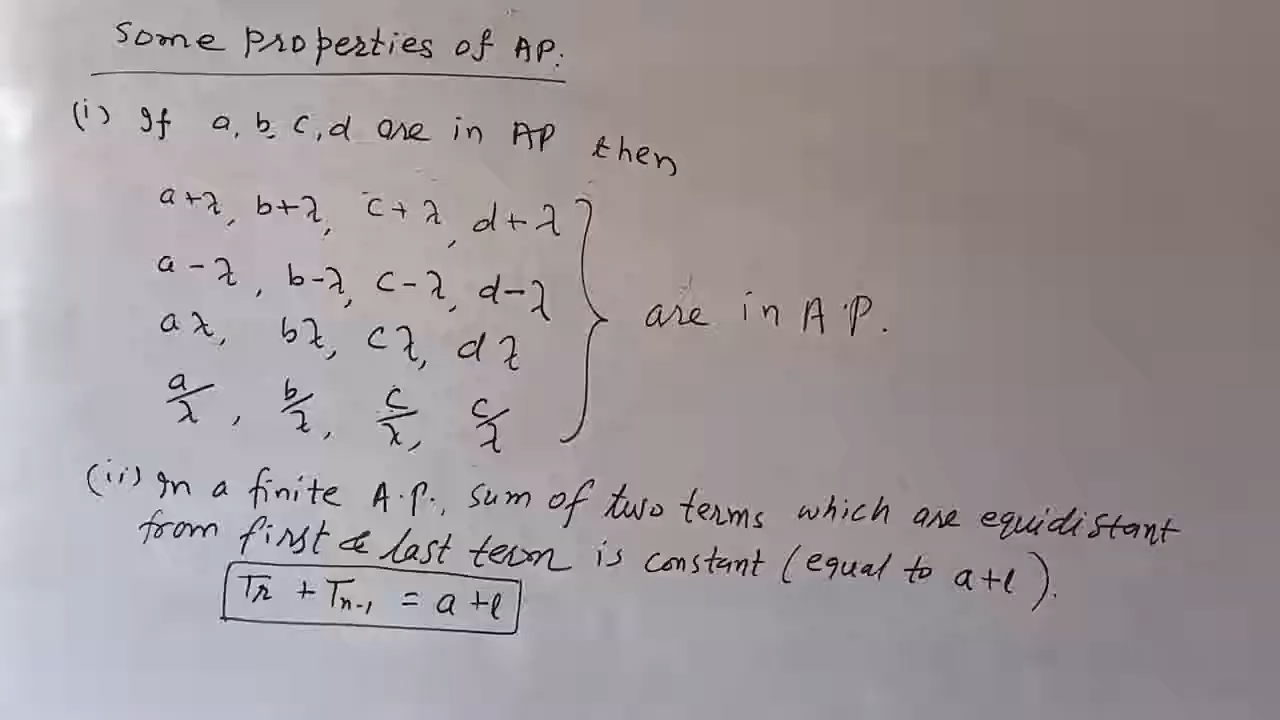 Some properties of AP.
(i) If a, b, c, d are in AP then
a+λ, b+λ, c+λ, d+λ
a-λ, b-λ, c-λ, d-λ
aλ, bλ, cλ, dλ
are in A.P.
a/λ, b/λ, c/λ, c/λ
(ii) In a finite A.P., sum of two terms which are equidistant
from first & last term is constant (equal to a+l).
Tr + Tn-1 = a+l